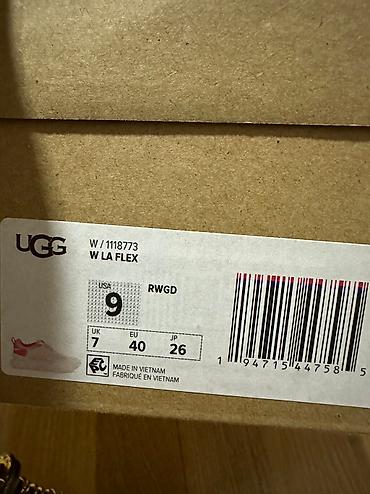 UGG
W / 1118773
W LA FLEX
USA
9
RWGD
UK EU JP
7 40 26
MADE IN VIETNAM
FABRIQUÉ EN VIETNAM
1 94715 44758 5